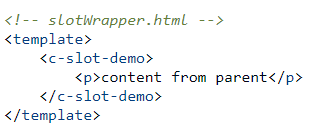 <!-- slotWrapper.html -->
<template>
    <c-slot-demo>
        <p>content from parent</p>
    </c-slot-demo>
</template>